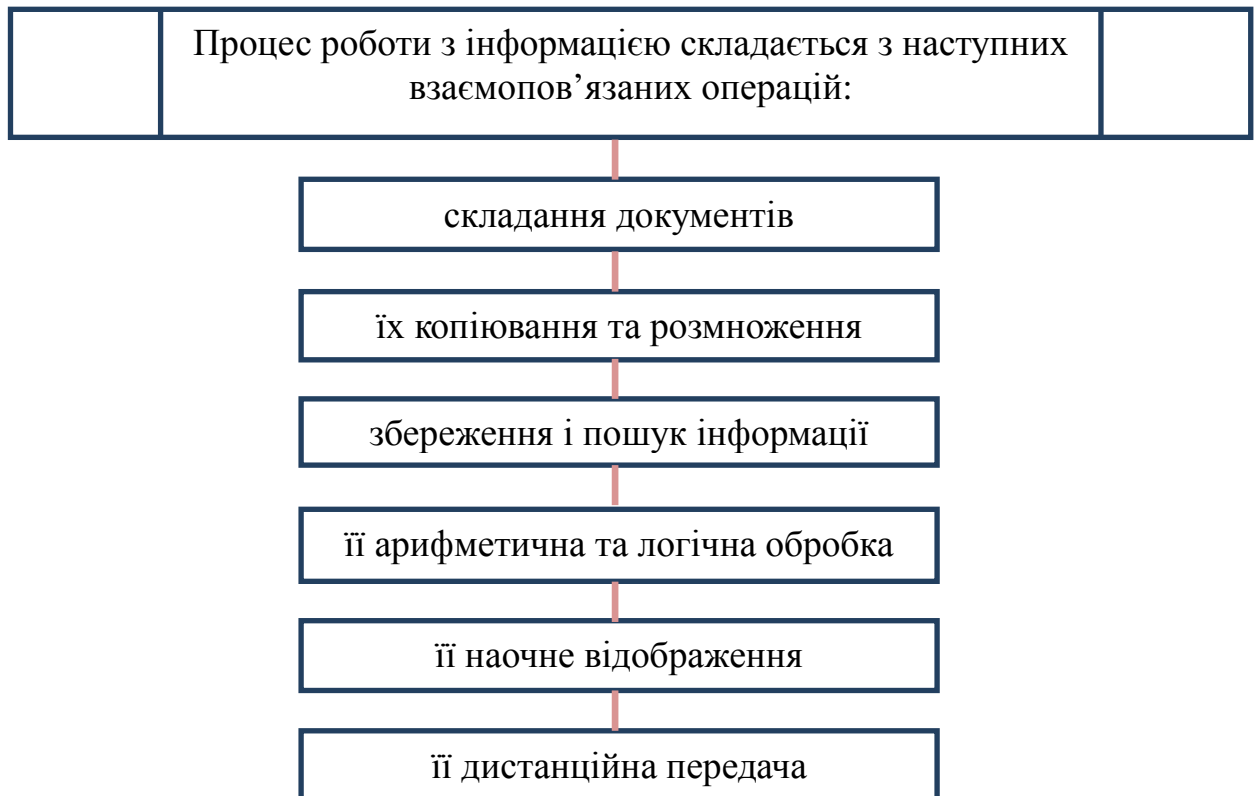 Процес роботи з інформацією складається з наступних
взаємопов’язаних операцій:
складання документів
їх копіювання та розмноження
збереження і пошук інформації
її арифметична та логічна обробка
її наочне відображення
її дистанційна передача